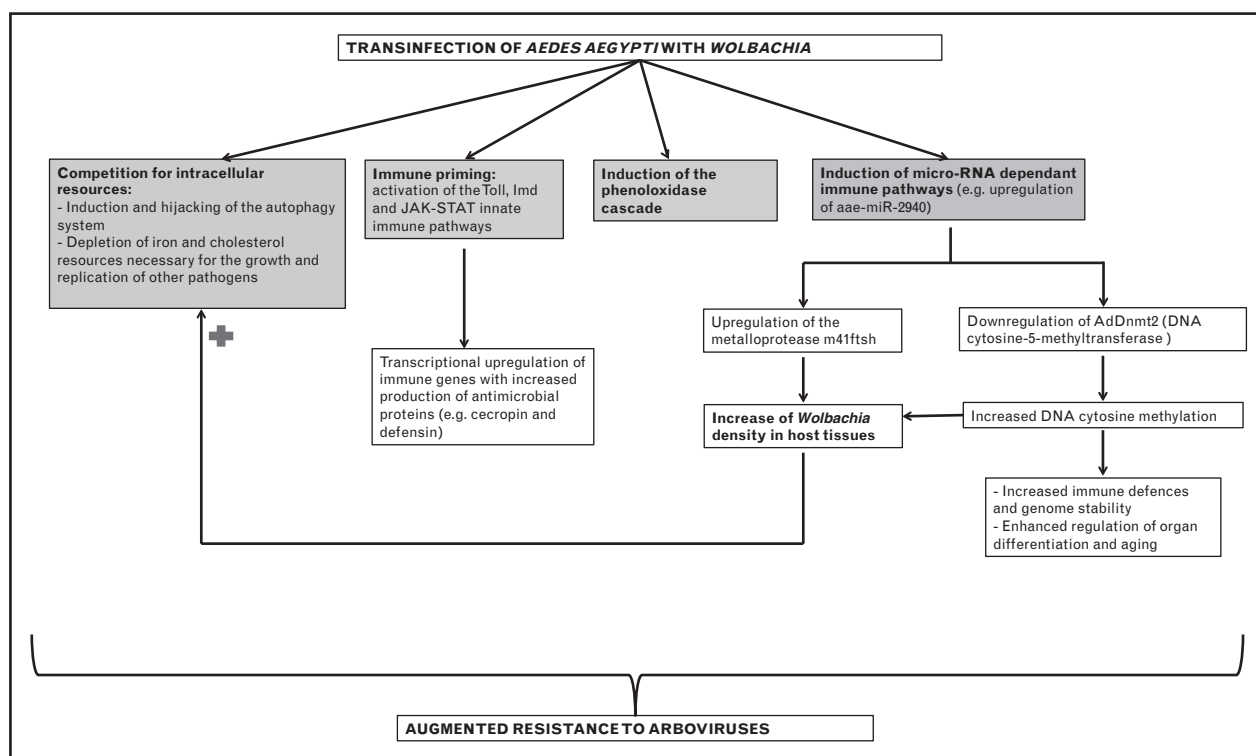 TRANSINFECTION OF AEDES AEGYPTI WITH WOLBACHIA
Competition for intracellular
resources:
- Induction and hijacking of the autophagy
system
- Depletion of iron and cholesterol
resources necessary for the growth and
replication of other pathogens
Immune priming:
activation of the Toll, Imd
and JAK-STAT innate
immune pathways
Induction of the
phenoloxidase
cascade
Induction of micro-RNA dependant
immune pathways (e.g. upregulation
of aae-miR-2940)
Transcriptional upregulation of
immune genes with increased
production of antimicrobial
proteins (e.g. cecropin and
defensin)
Upregulation of the
metalloprotease m41ftsh
Downregulation of AdDnmt2 (DNA
cytosine-5-methyltransferase )
Increase of Wolbachia
density in host tissues
Increased DNA cytosine methylation
- Increased immune defences
and genome stability
- Enhanced regulation of organ
differentiation and aging
AUGMENTED RESISTANCE TO ARBOVIRUSES